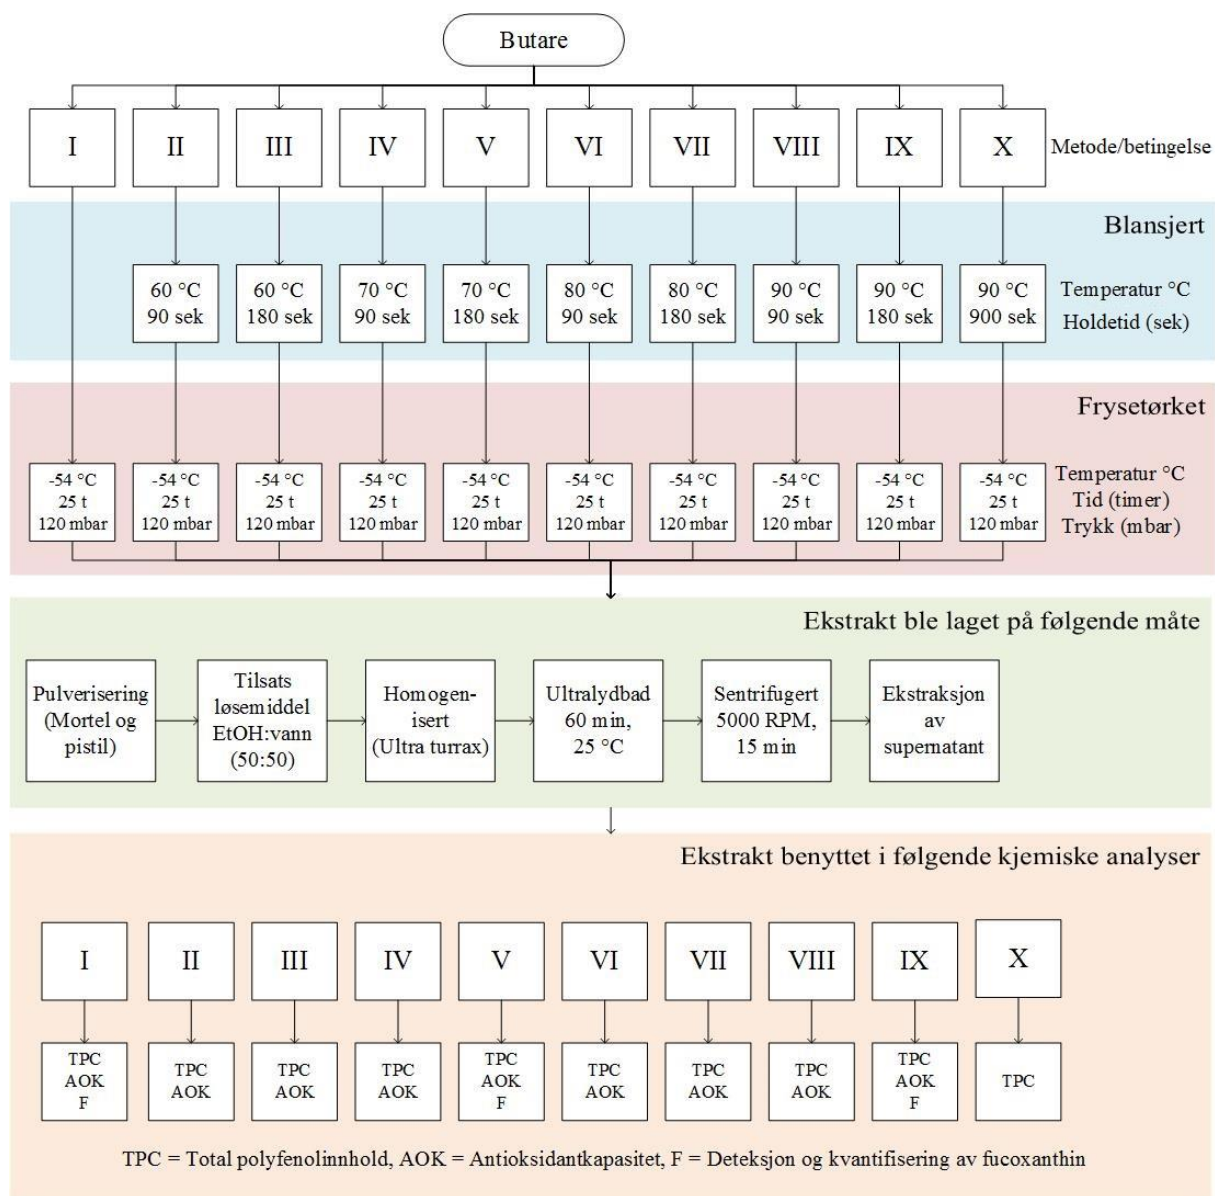 Butare
I
II
III
IV
V
VI
VII
VIII
IX
X
Metode/betingelse
Blansjert
60 °C
90 sek
60 °C
180 sek
70 °C
90 sek
70 °C
180 sek
80 °C
90 sek
80 °C
180 sek
90 °C
90 sek
90 °C
180 sek
90 °C
900 sek
Temperatur °C
Holdetid (sek)
Frysetørket
-54 °C
25 t
120 mbar
-54 °C
25 t
120 mbar
-54 °C
25 t
120 mbar
-54 °C
25 t
120 mbar
-54 °C
25 t
120 mbar
-54 °C
25 t
120 mbar
-54 °C
25 t
120 mbar
-54 °C
25 t
120 mbar
-54 °C
25 t
120 mbar
-54 °C
25 t
120 mbar
Temperatur °C
Tid (timer)
Trykk (mbar)
Ekstrakt ble laget på følgende måte
Pulverisering
(Mortel og
pistil)
Tilsats
løsemiddel
EtOH:vann
(50:50)
Homogen-
isert
(Ultra turrax)
Ultralydbad
60 min,
25 °C
Sentrifugert
5000 RPM,
15 min
Ekstraksjon
av
supernatant
Ekstrakt benyttet i følgende kjemiske analyser
I
II
III
IV
V
VI
VII
VIII
IX
X
TPC
AOK
F
TPC
AOK
TPC
AOK
TPC
AOK
TPC
AOK
F
TPC
AOK
TPC
AOK
TPC
AOK
TPC
AOK
F
TPC
TPC = Total polyfenolinnhold, AOK = Antioksidantkapasitet, F = Deteksjon og kvantifisering av fucoxanthin